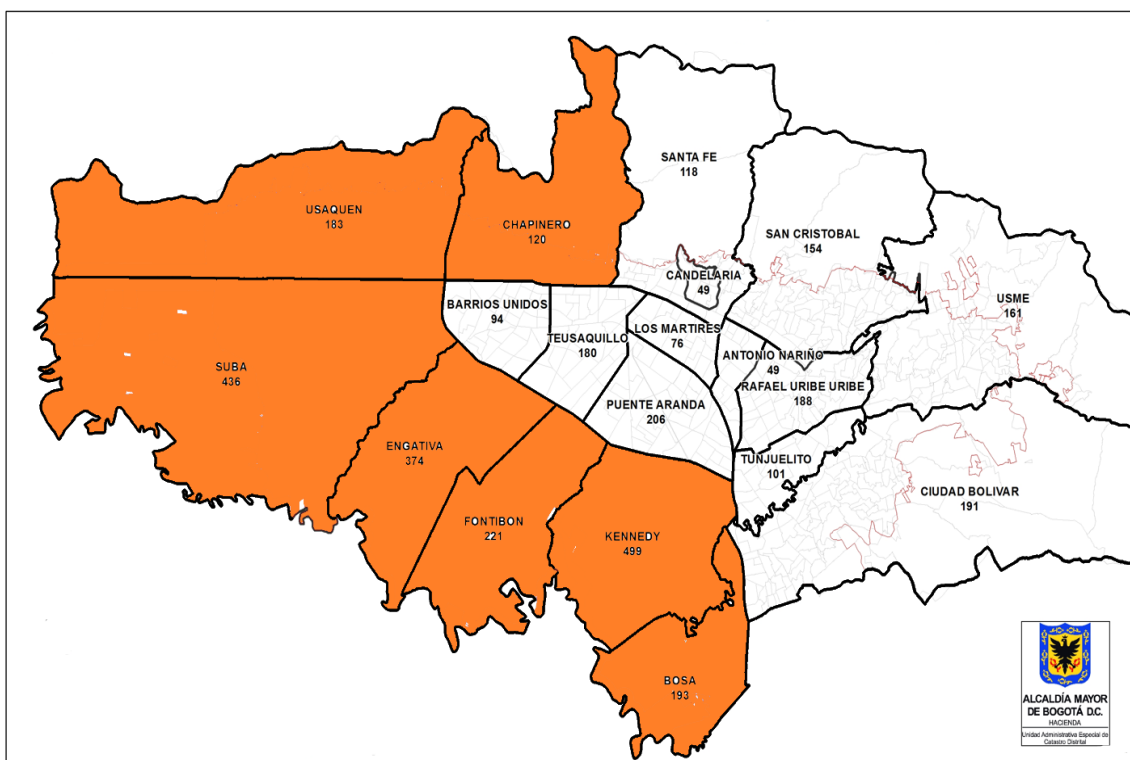 SANTA FE
118
USAQUEN
183
CHAPINERO
120
SAN CRISTOBAL
154
CANDELARIA
49
USME
161
BARRIOS UNIDOS
94
TEUSAQUILLO
180
LOS MARTIRES
76
ANTONIO NARIÑO
49
SUBA
436
RAFAEL URIBE URIBE
188
PUENTE ARANDA
206
ENGATIVA
374
TUNJUELITO
101
CIUDAD BOLIVAR
191
FONTIBON
221
KENNEDY
499
BOSA
193
ALCALDÍA MAYOR
DE BOGOTÁ D.C.
HACIENDA
Unidad Administrativa Especial de
Catastro Distrital